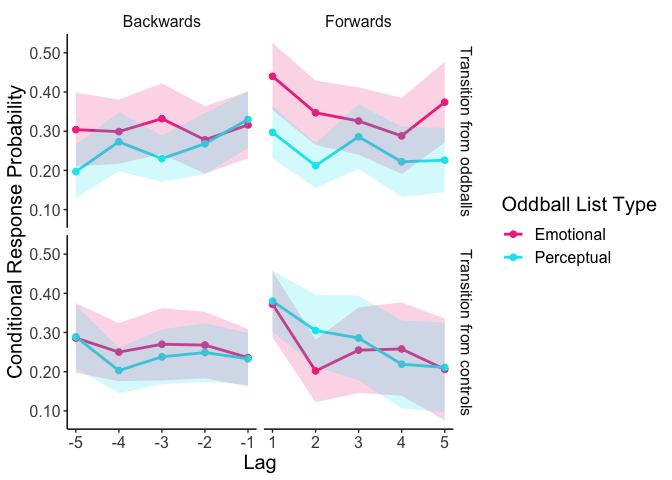 Backwards Forwards
Conditional Response Probability
0.50
0.40
0.30
0.20
0.10
Transition from oddballs
0.50
0.40
0.30
0.20
0.10
Transition from controls
-5 -4 -3 -2 -1 1 2 3 4 5
Lag
Oddball List Type
Emotional
Perceptual